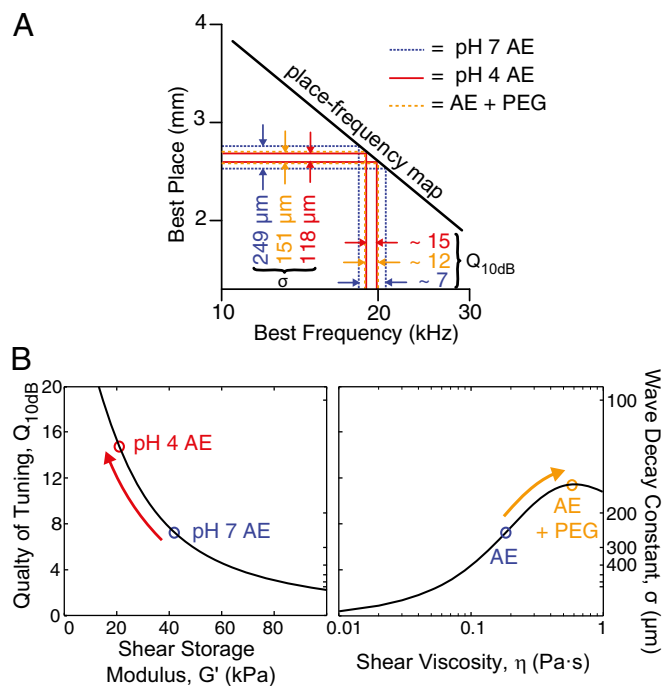 A
4
3
2
Best Place (mm)
= pH 7 AE
= pH 4 AE
= AE + PEG
place-frequency map
249 µm
151 µm
118 µm
σ
~ 15
~ 12
~ 7
Q10dB
10
20
30
Best Frequency (kHz)
B
20
16
12
8
4
0
Qualty of Tuning, Q10dB
pH 4 AE
pH 7 AE
0
20
40
60
80
Shear Storage
Modulus, G' (kPa)
AE
AE
+ PEG
0.01
0.1
1
Shear Viscosity, η (Pa·s)
100
200
300
400
Wave Decay Constant, σ (µm)